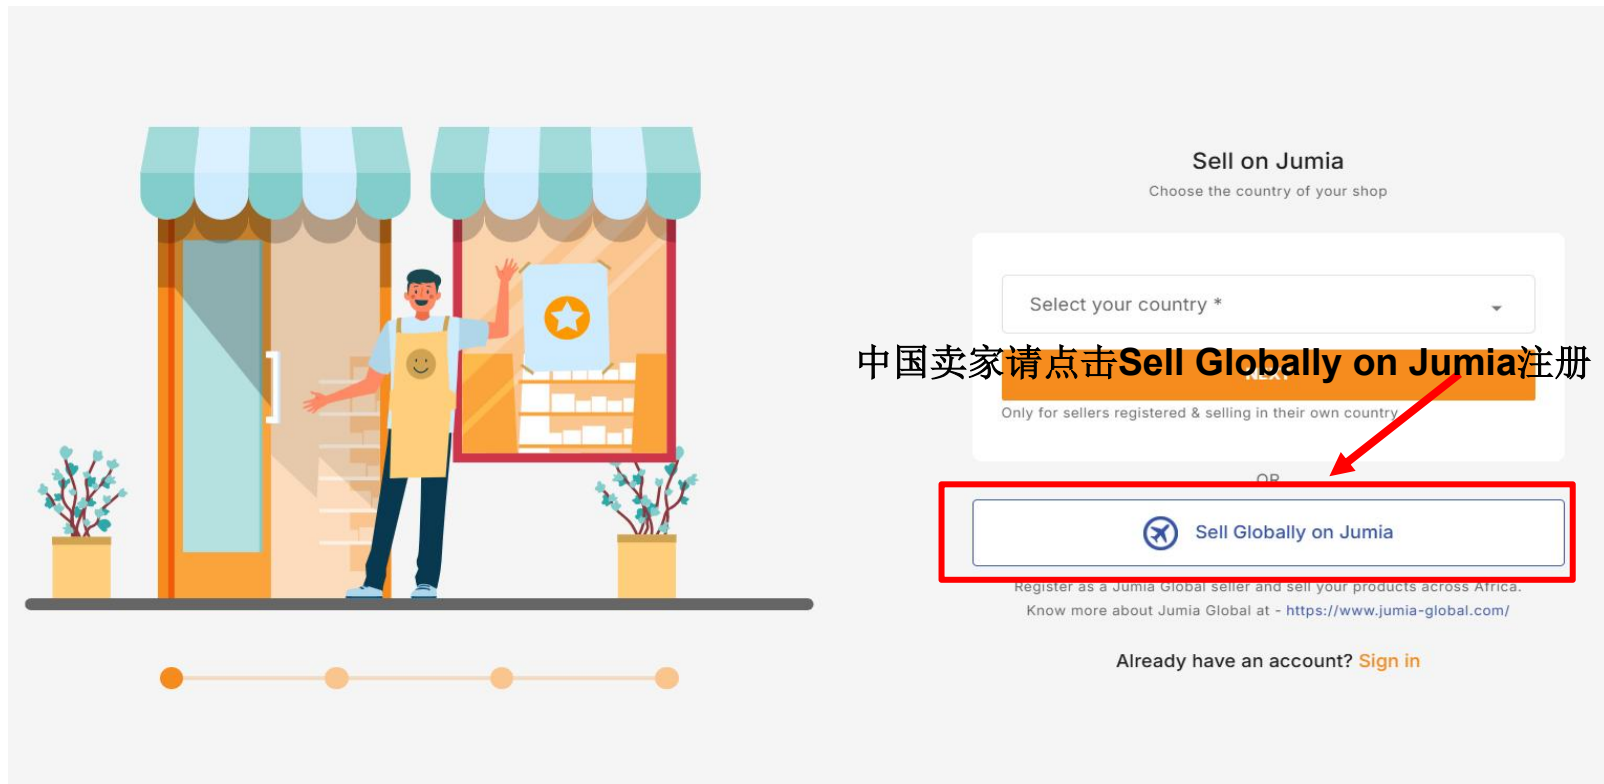 Sell on Jumia
Choose the country of your shop
Select your country *
中国卖家请点击Sell Globally on Jumia注册
NEXT
Only for sellers registered & selling in their own country
OR
Sell Globally on Jumia
Register as a Jumia Global seller and sell your products across Africa.
Know more about Jumia Global at - https://www.jumia-global.com/
Already have an account? Sign in